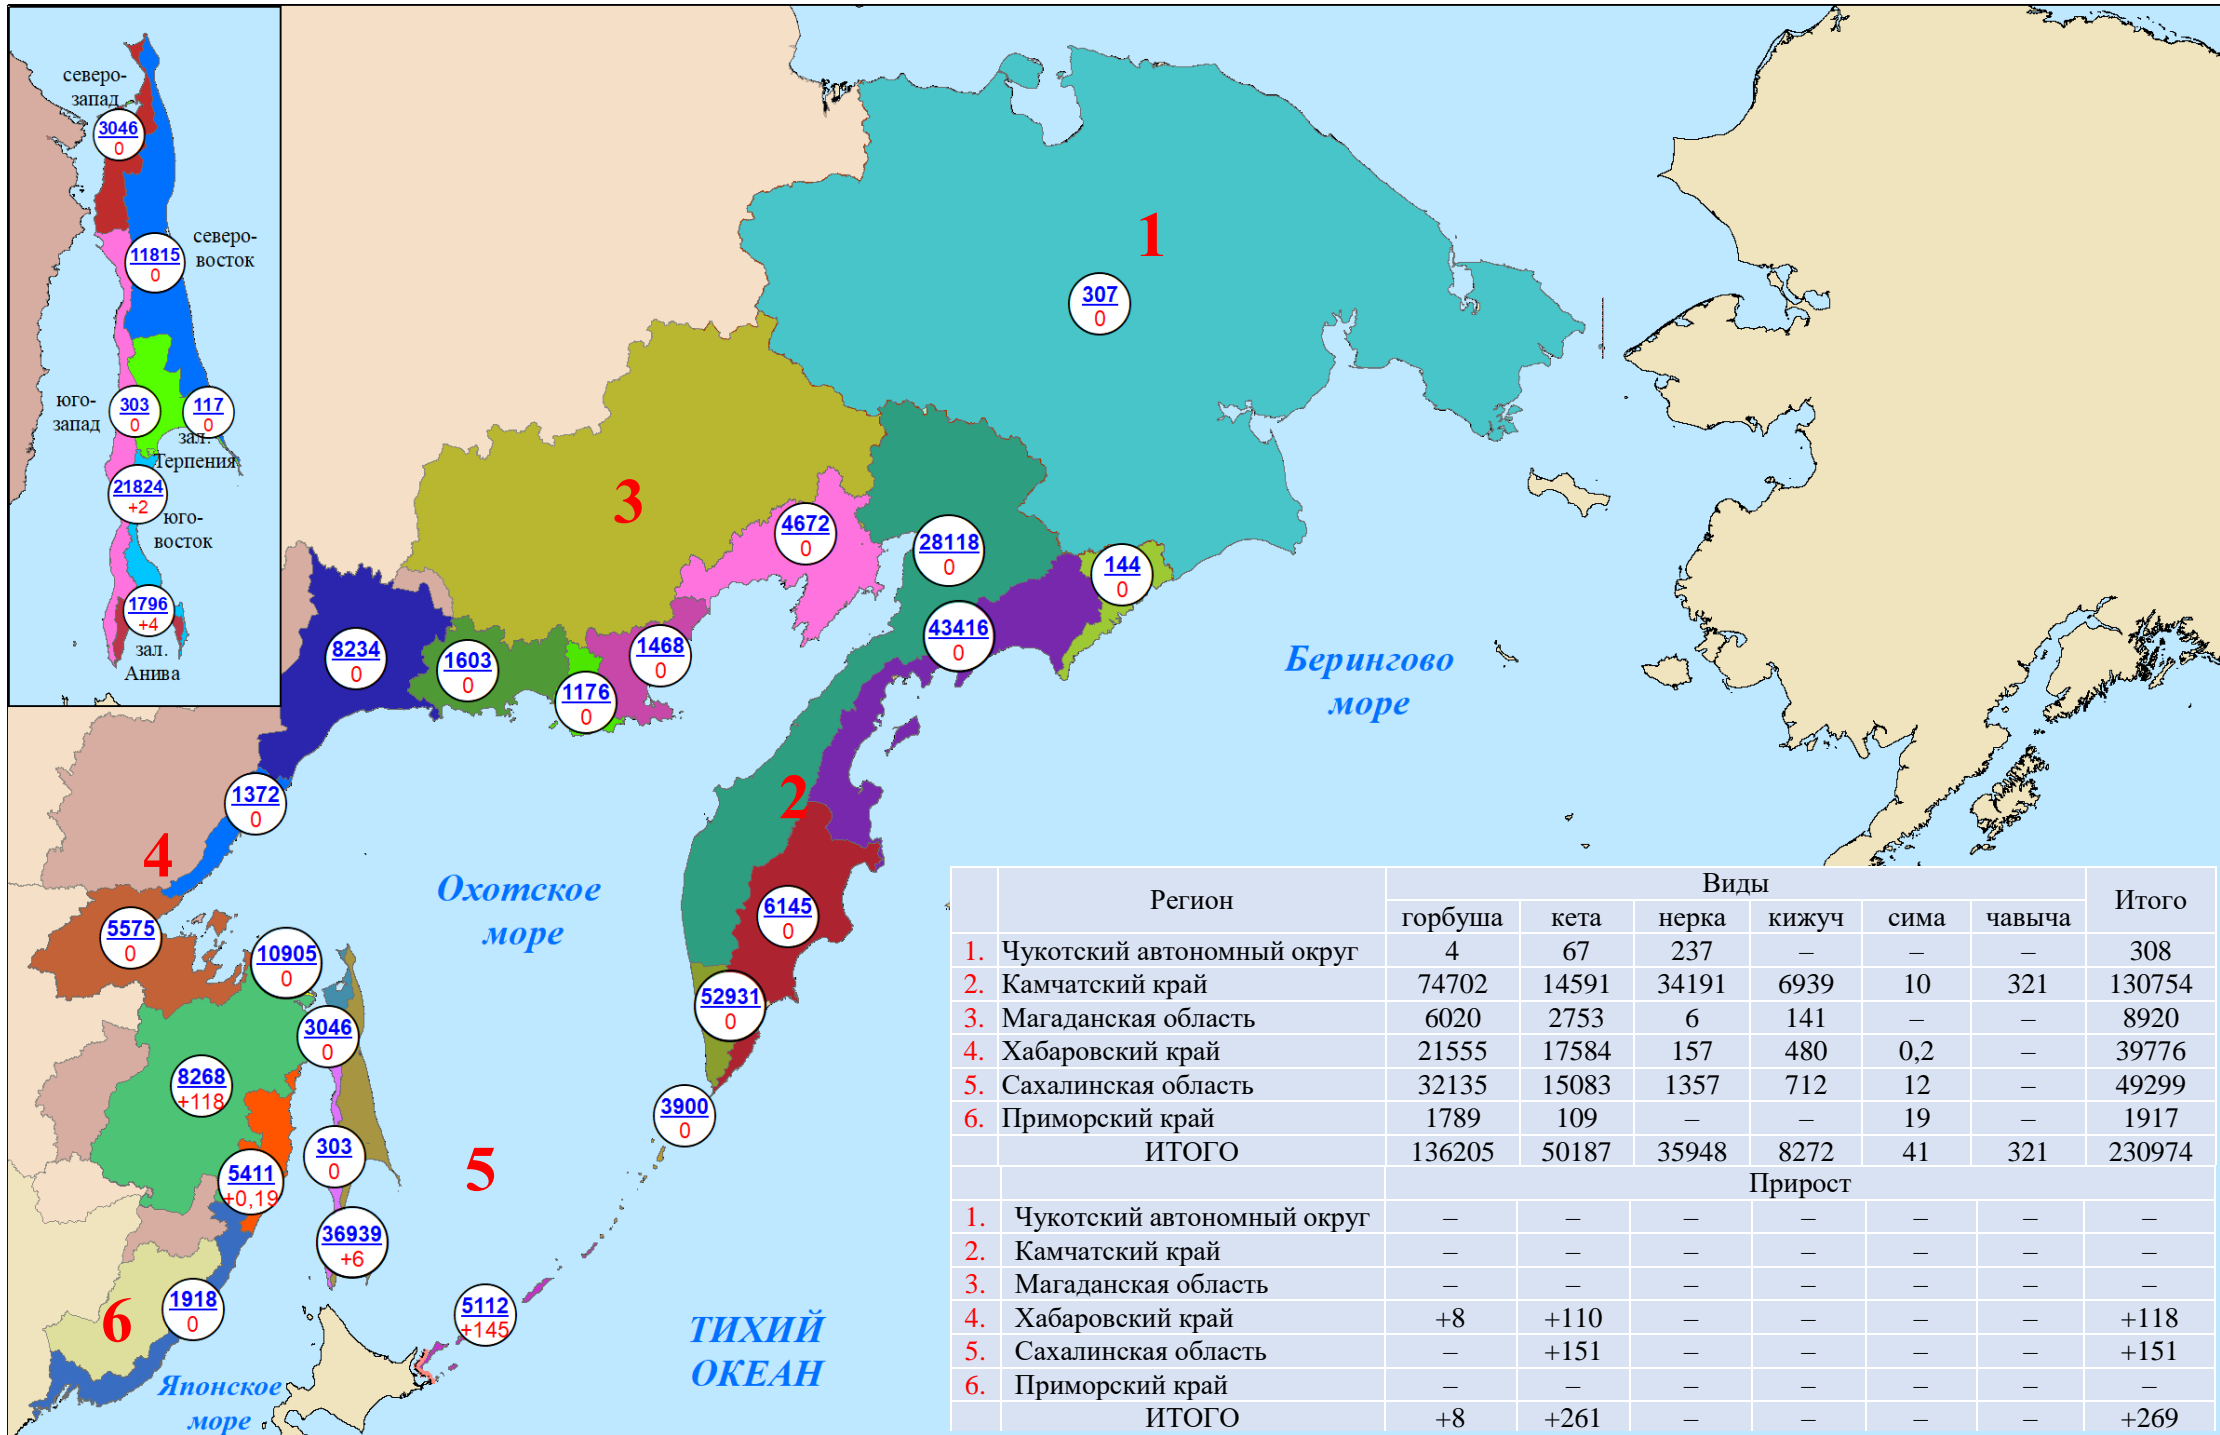 северо-
запад
3046
0
северо-
восток
11815
0
юго-
запад
303
0
117
0
зал.
Терпения
21824
+2
юго-
восток
1796
+4
зал.
Анива
1
307
0
3
4672
0
28118
0
144
0
43416
0
8234
0
1603
0
1468
0
1176
0
Берингово
море
2
1372
0
4
Охотское
море
6145
0
5575
0
10905
0
52931
0
3046
0
8268
+118
3900
0
303
0
5
5411
+0,19
36939
+6
1918
0
6
5112
+145
ТИХИЙ
ОКЕАН
Японское
море
Регион Виды Итого
горбуша кета нерка кижуч сима чавыча
1. Чукотский автономный округ 4 67 237 – – – 308
2. Камчатский край 74702 14591 34191 6939 10 321 130754
3. Магаданская область 6020 2753 6 141 – – 8920
4. Хабаровский край 21555 17584 157 480 0,2 – 39776
5. Сахалинская область 32135 15083 1357 712 12 – 49299
6. Приморский край 1789 109 – – 19 – 1917
ИТОГО 136205 50187 35948 8272 41 321 230974
Прирост
1. Чукотский автономный округ – – – – – – –
2. Камчатский край – – – – – – –
3. Магаданская область – – – – – – –
4. Хабаровский край +8 +110 – – – – +118
5. Сахалинская область – +151 – – – – +151
6. Приморский край – – – – – – –
ИТОГО +8 +261 – – – – +269